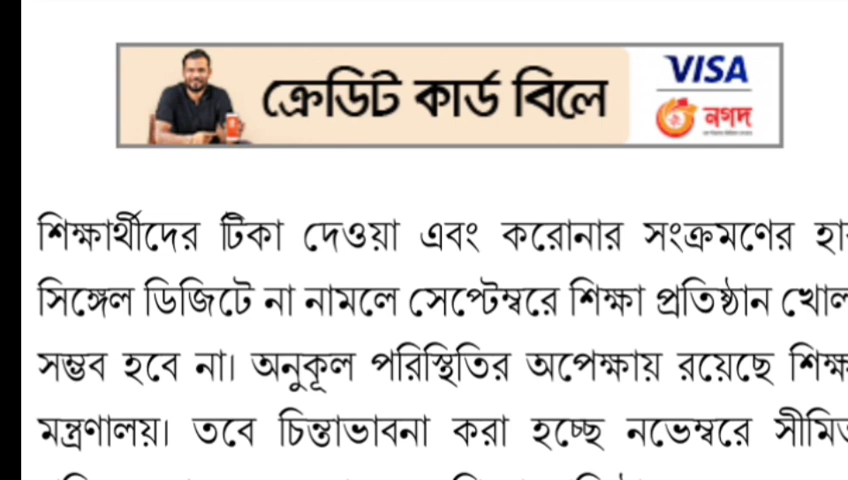 ক্রেডিট কার্ড বিলে
VISA
নগদ
শিক্ষার্থীদের টিকা দেওয়া এবং করোনার সংক্রমণের
সিঙ্গেল ডিজিটে না নামলে সেপ্টেম্বরে শিক্ষা প্রতিষ্ঠান
সম্ভব হবে না। অনুকূল পরিস্থিতির অপেক্ষায় রয়েছে
মন্ত্রণালয়। তবে চিন্তাভাবনা করা হচ্ছে নভেম্বরে